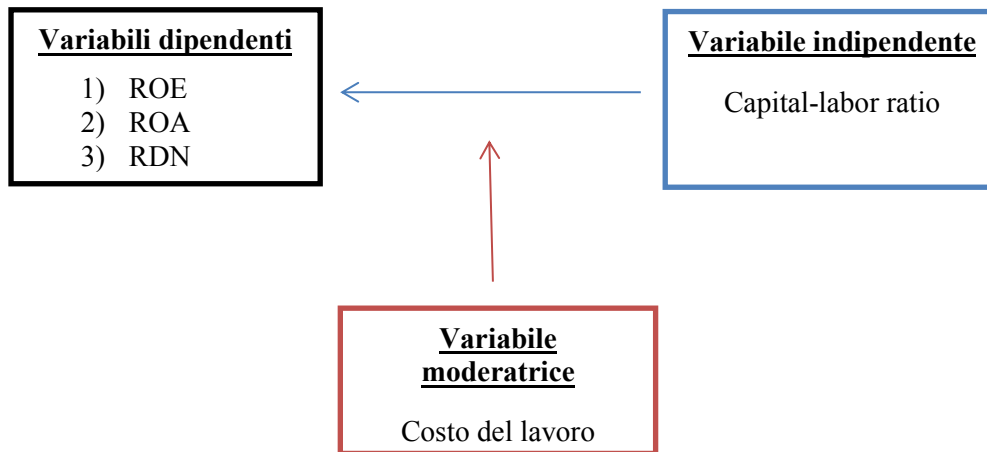 Variabili dipendenti
1) ROE
2) ROA
3) RDN
Variabile indipendente
Capital-labor ratio
Variabile
moderatrice
Costo del lavoro